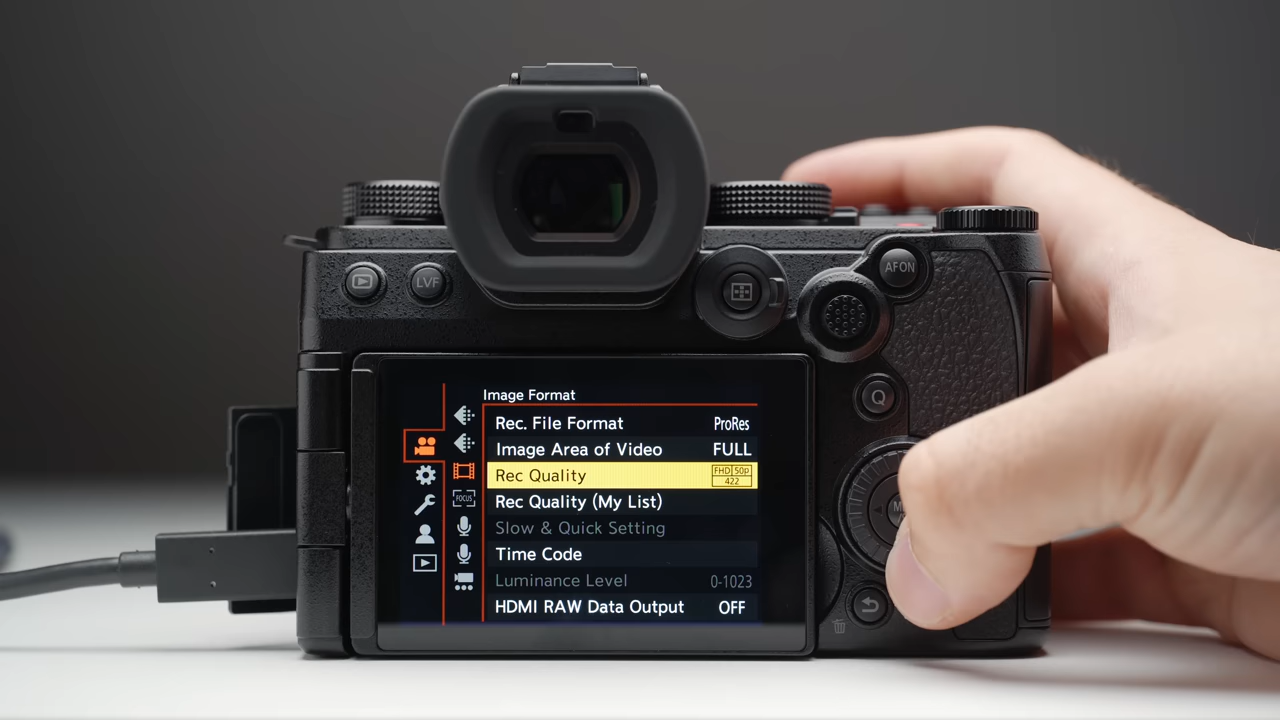 LVF
AFON
Q
Image Format
Rec. File Format ProRes
Image Area of Video FULL
Rec Quality FHD 50p 422
Rec Quality (My List)
FOCUS
Slow & Quick Setting
Time Code
Luminance Level 0-1023
HDMI RAW Data Output OFF